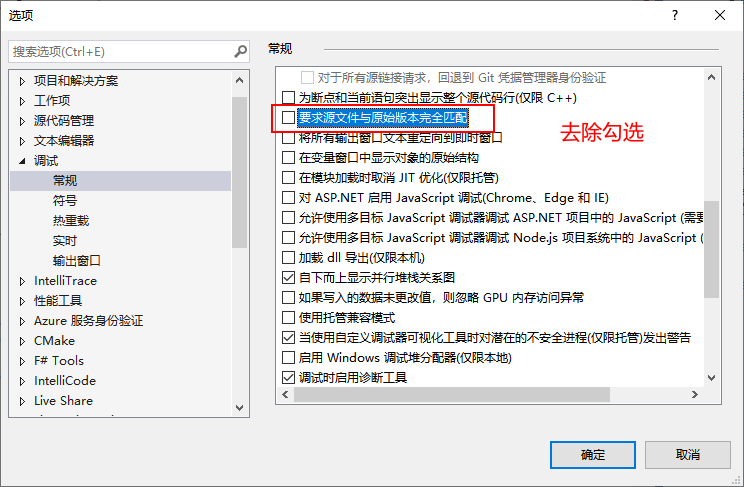 选项
搜索选项(Ctrl+E)
项目和解决方案
工作项
源代码管理
文本编辑器
调试
常规
符号
热重载
实时
输出窗口
IntelliTrace
性能工具
Azure 服务身份验证
CMake
F# Tools
IntelliCode
Live Share
常规
对于所有源链接请求，回退到 Git 凭据管理器身份验证
为断点和当前语句突出显示整个源代码行(仅限 C++)
要求源文件与原始版本完全匹配
去除勾选
将所有输出窗口文本重定向到即时窗口
在变量窗口中显示对象的原始结构
在模块加载时取消 JIT 优化(仅限托管)
对 ASP.NET 启用 JavaScript 调试(Chrome、Edge 和 IE)
允许使用多目标 JavaScript 调试器调试 ASP.NET 项目中的 JavaScript (需要
允许使用多目标 JavaScript 调试器调试 Node.js 项目系统中的 JavaScript (
加载 dll 导出(仅限本机)
自下而上显示并行堆栈关系图
如果写入的数据未更改值，则忽略 GPU 内存访问异常
使用托管兼容模式
当使用自定义调试器可视化工具时对潜在的不安全进程(仅限托管)发出警告
启用 Windows 调试堆分配器(仅限本地)
调试时启用诊断工具
确定
取消